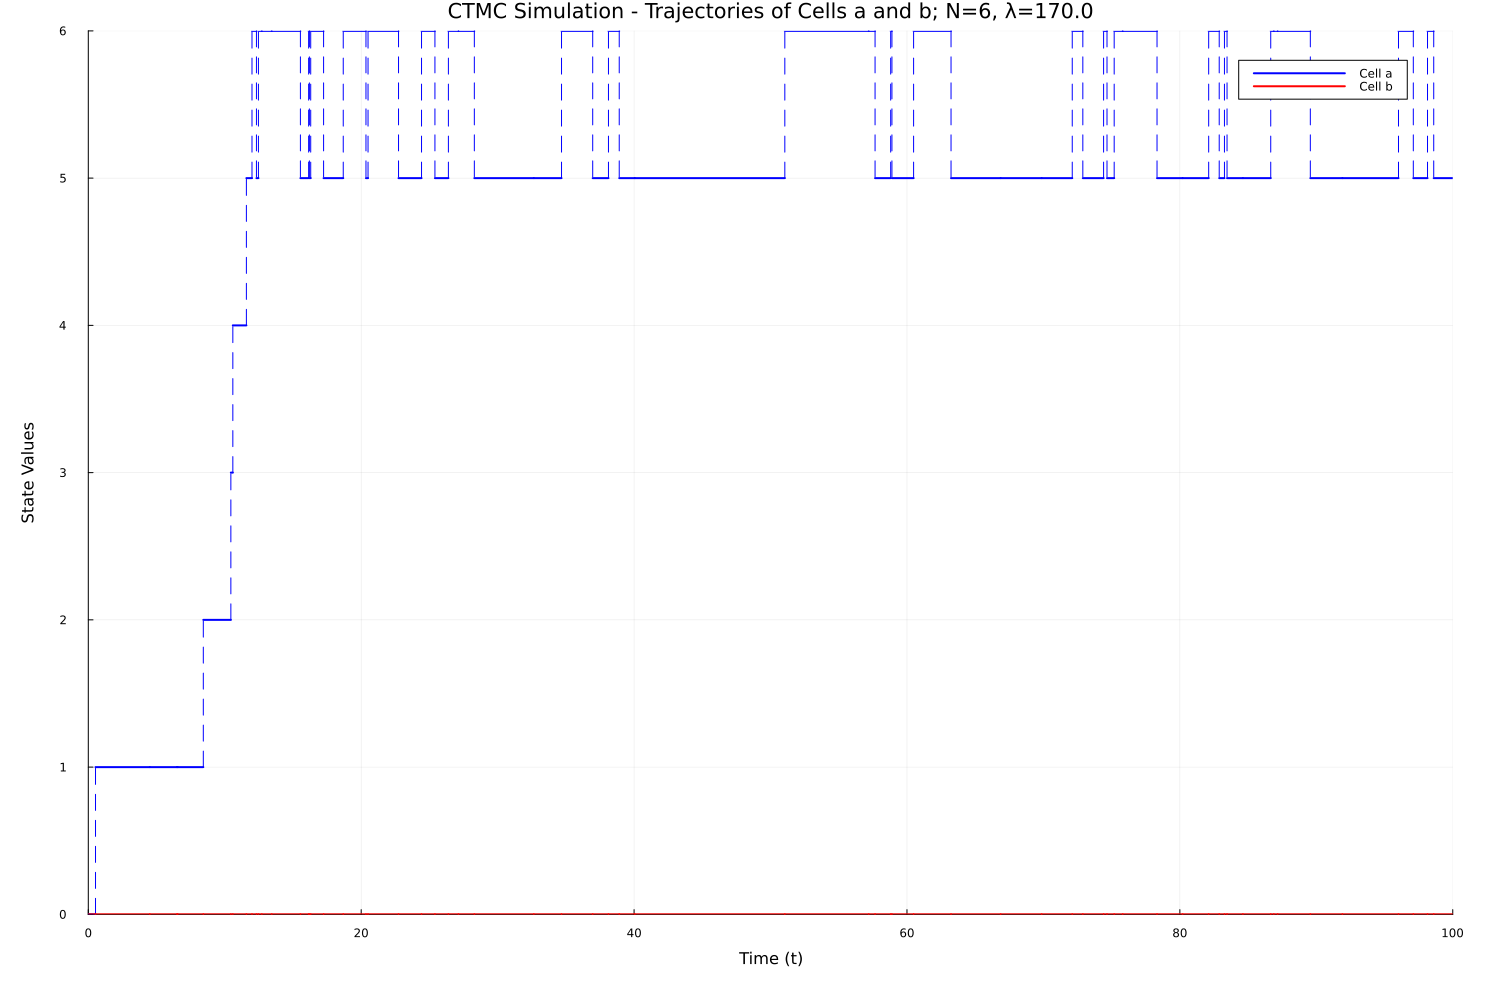 CTMC Simulation - Trajectories of Cells a and b; N=6, λ=170.0
6
Cell a
Cell b
5
4
State Values
3
2
1
0
0 20 40 60 80 100
Time (t)